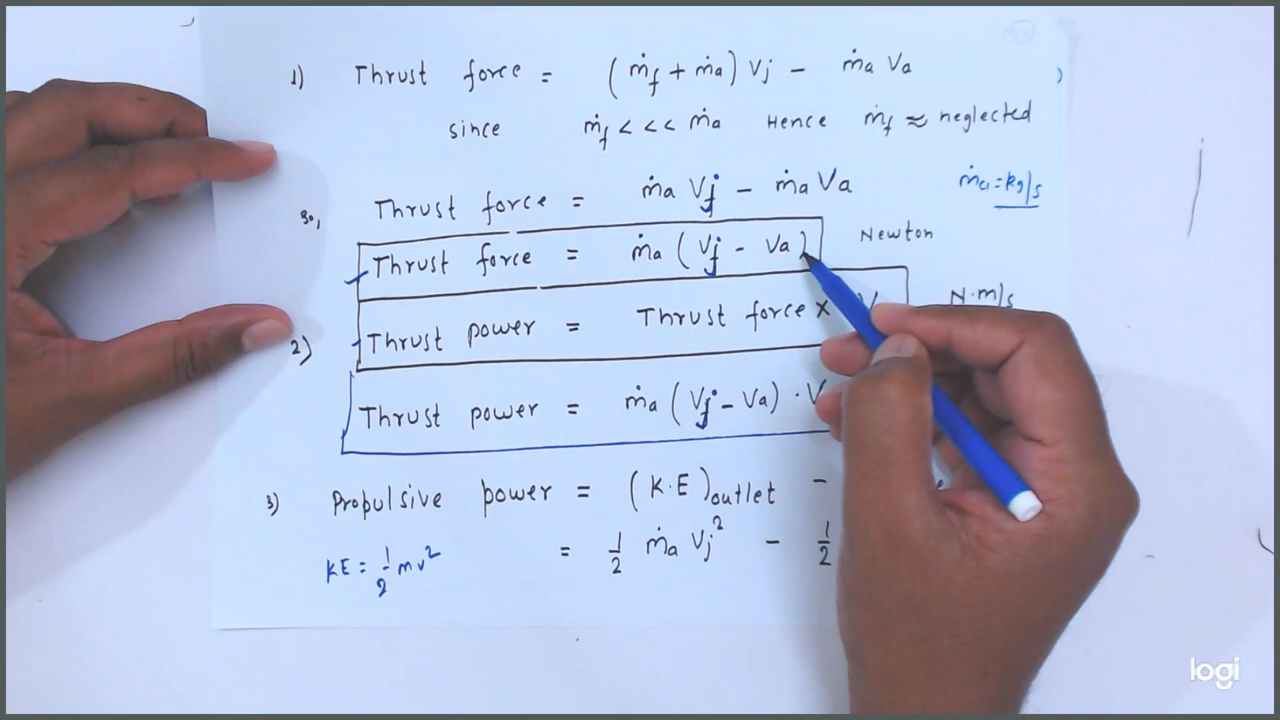 1) Thrust force = (ṁf + ṁa) Vj - ṁa Va
since ṁf < << ṁa Hence ṁf ≈ neglected
Thrust force = ṁa Vj - ṁa Va
ṁa = kg/s
So,
Thrust force = ṁa (Vj - Va) Newton
2) Thrust power = Thrust force x V N.m/s
Thrust power = ṁa (Vj - Va) . V
3) Propulsive power = (K.E)outlet -
KE = 1/2 mv² = 1/2 ṁa Vj² - 1/2
logi